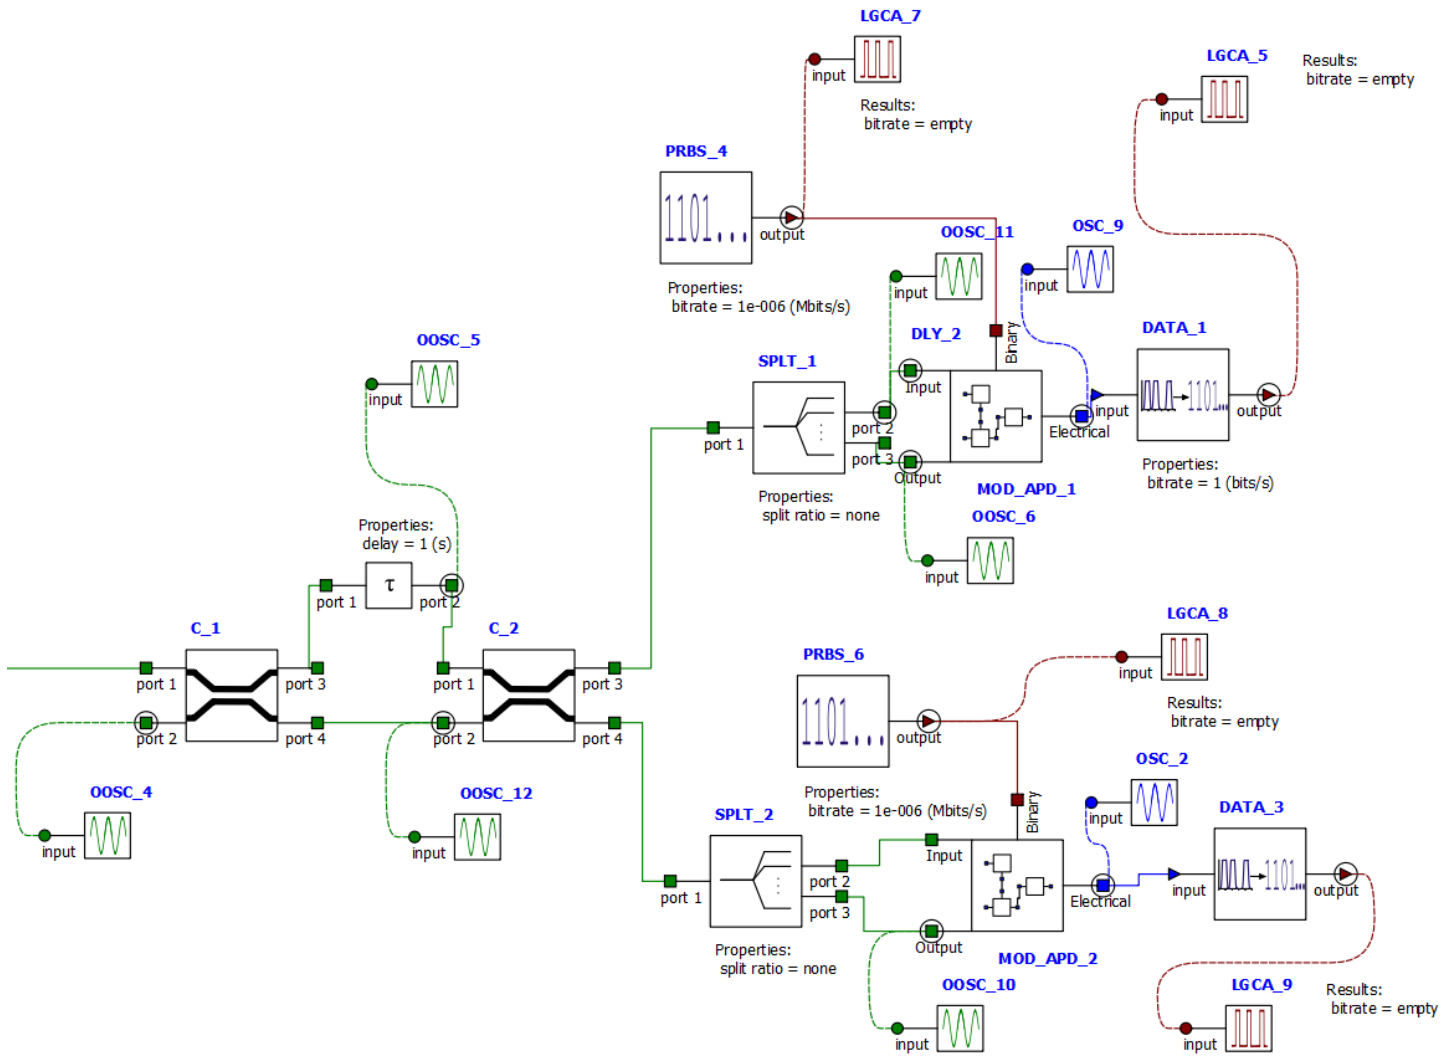 LGCA_7
input
Results:
bitrate = empty
LGCA_5
input
Results:
bitrate = empty
PRBS_4
1101...
output
Properties:
bitrate = 1e-006 (Mbits/s)
OOSC_11
input
OSC_9
input
OOSC_5
input
DLY_2
Binary
DATA_1
1101...
input
output
Properties:
bitrate = 1 (bits/s)
SPLT_1
port 1
port 2
port 3
Properties:
split ratio = none
Input
Output
Electrical
MOD_APD_1
OOSC_6
input
Properties:
delay = 1 (s)
τ
port 1
port 2
C_1
port 1
port 2
port 3
port 4
C_2
port 1
port 2
port 3
port 4
OOSC_4
input
OOSC_12
input
LGCA_8
input
Results:
bitrate = empty
PRBS_6
1101...
output
Properties:
bitrate = 1e-006 (Mbits/s)
Binary
OSC_2
input
DATA_3
1101...
input
output
SPLT_2
port 1
port 2
port 3
Properties:
split ratio = none
Input
Output
Electrical
MOD_APD_2
OOSC_10
input
LGCA_9
input
Results:
bitrate = empty